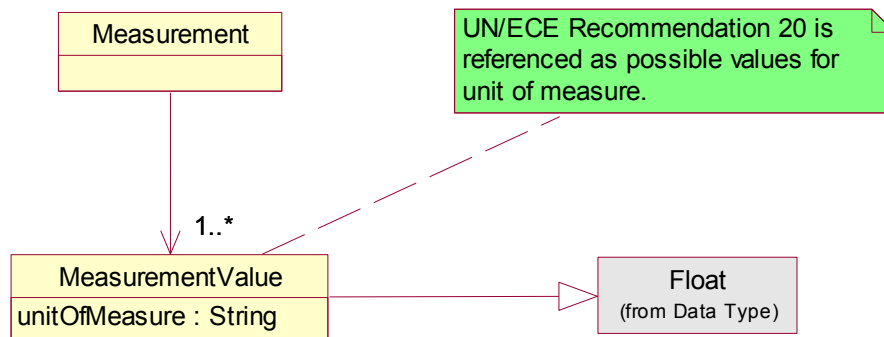 Measurement
UN/ECE Recommendation 20 is
referenced as possible values for
unit of measure.
1..*
MeasurementValue
unitOfMeasure : String
Float
(from Data Type)